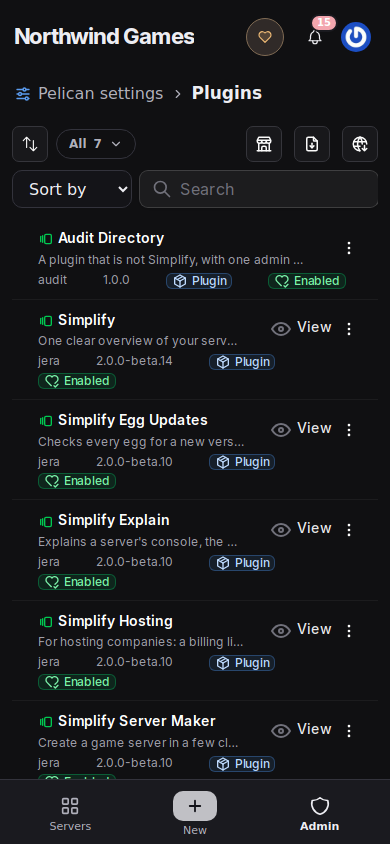 Northwind Games
15
Pelican settings › Plugins
All 7
Sort by
Search
Audit Directory
A plugin that is not Simplify, with one admin ...
audit 1.0.0 Plugin Enabled
Simplify
View
One clear overview of your serv...
jera 2.0.0-beta.14 Plugin
Enabled
Simplify Egg Updates
View
Checks every egg for a new vers...
jera 2.0.0-beta.10 Plugin
Enabled
Simplify Explain
View
Explains a server's console, the ...
jera 2.0.0-beta.10 Plugin
Enabled
Simplify Hosting
View
For hosting companies: a billing li...
jera 2.0.0-beta.10 Plugin
Enabled
Simplify Server Maker
View
Create a game server in a few cl...
jera 2.0.0-beta.10 Plugin
Enabled
Servers New Admin